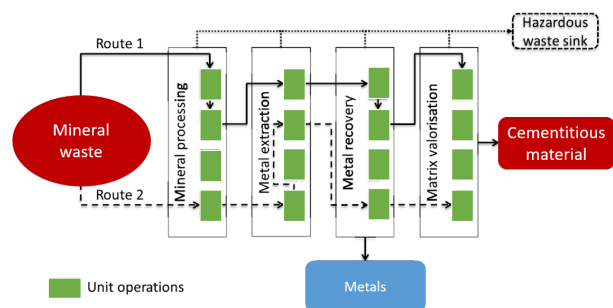 Route 1
Hazardous
waste sink
Mineral
waste
Mineral processing
Metal extraction
Metal recovery
Matrix valorisation
Cementitious
material
Route 2
Unit operations
Metals